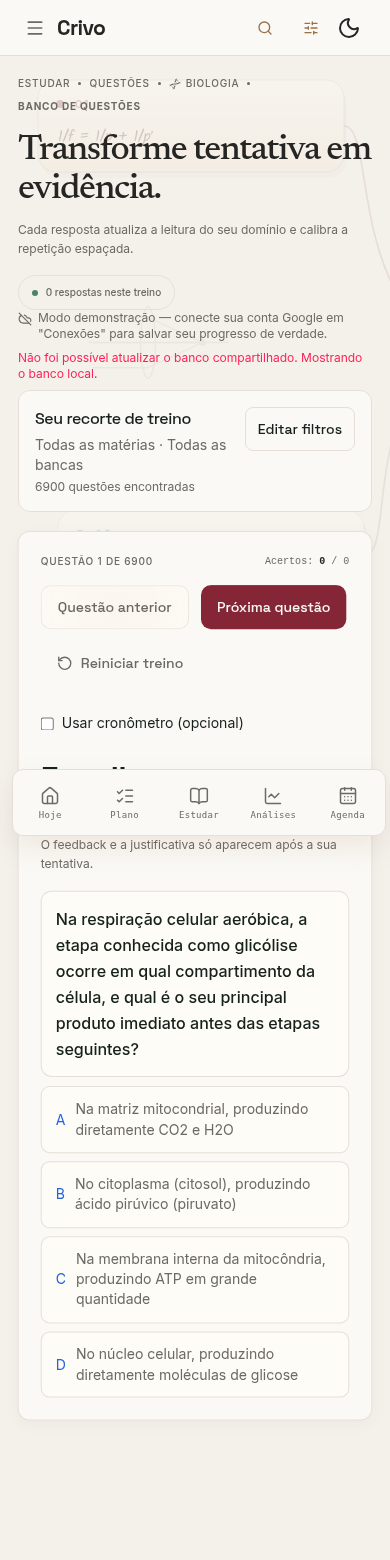 Crivo
ESTUDAR • QUESTÕES • BIOLOGIA •
BANCO DE QUESTÕES
1/f = 1/p + 1/p'
Transforme tentativa em
evidência.
Cada resposta atualiza a leitura do seu domínio e calibra a
repetição espaçada.
0 respostas neste treino
Modo demonstração — conecte sua conta Google em
"Conexões" para salvar seu progresso de verdade.
Não foi possível atualizar o banco compartilhado. Mostrando
o banco local.
Seu recorte de treino
Editar filtros
Todas as matérias · Todas as
bancas
6900 questões encontradas
QUESTÃO 1 DE 6900
Acertos: 0 / 0
Questão anterior
Próxima questão
Reiniciar treino
Usar cronômetro (opcional)
Hoje
Plano
Estudar
Análises
Agenda
O feedback e a justificativa só aparecem após a sua
tentativa.
Na respiração celular aeróbica, a
etapa conhecida como glicólise
ocorre em qual compartimento da
célula, e qual é o seu principal
produto imediato antes das etapas
seguintes?
A Na matriz mitocondrial, produzindo
diretamente CO2 e H2O
B No citoplasma (citosol), produzindo
ácido pirúvico (piruvato)
C Na membrana interna da mitocôndria,
produzindo ATP em grande
quantidade
D No núcleo celular, produzindo
diretamente moléculas de glicose